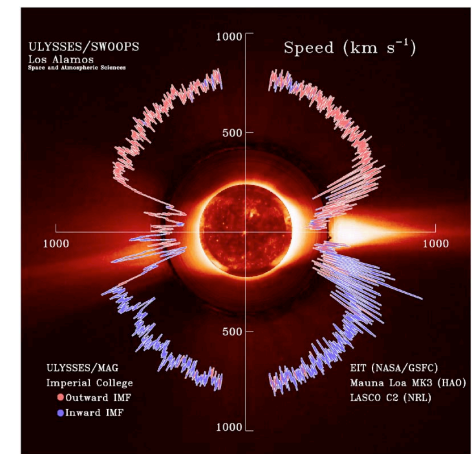 ULYSSES/SWOOPS
Los Alamos
Space and Atmospheric Sciences
1000
Speed (km s⁻¹)
500
1000
1000
500
ULYSSES/MAG
Imperial College
Outward IMF
Inward IMF
EIT (NASA/GSFC)
Mauna Loa MK3 (HAO)
LASCO C2 (NRL)
1000